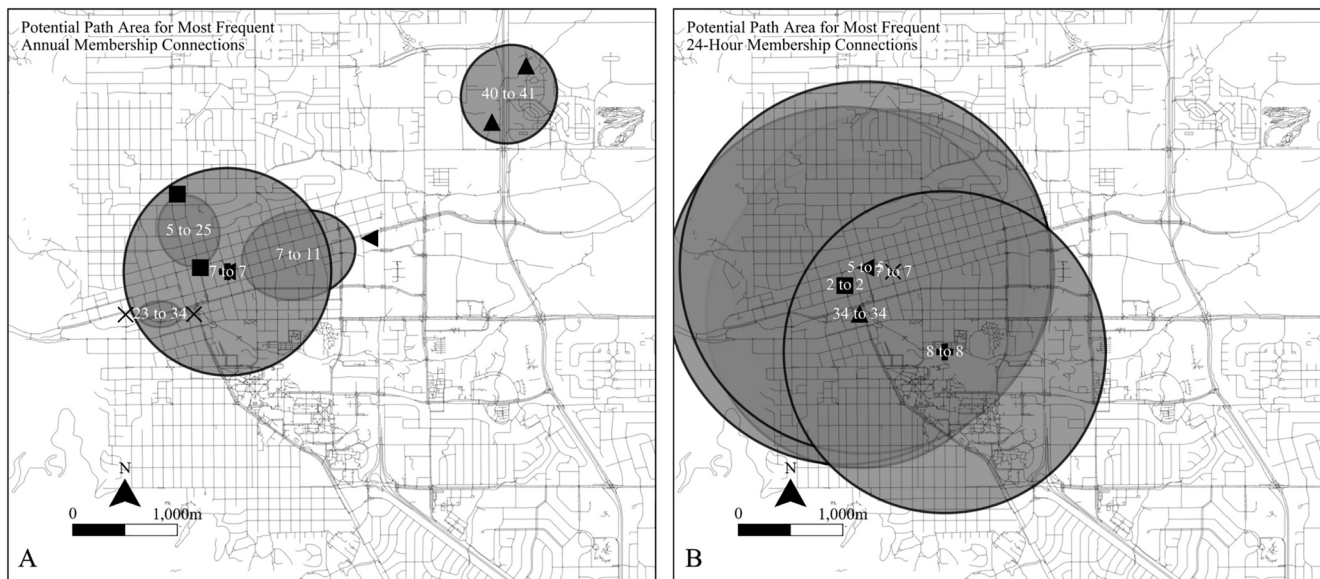 Potential Path Area for Most Frequent
Annual Membership Connections
40 to 41
5 to 25
7 to 11
7 to 7
23 to 34
N
0 1,000m
A
Potential Path Area for Most Frequent
24-Hour Membership Connections
5 to 5
7 to 7
2 to 2
34 to 34
8 to 8
N
0 1,000m
B